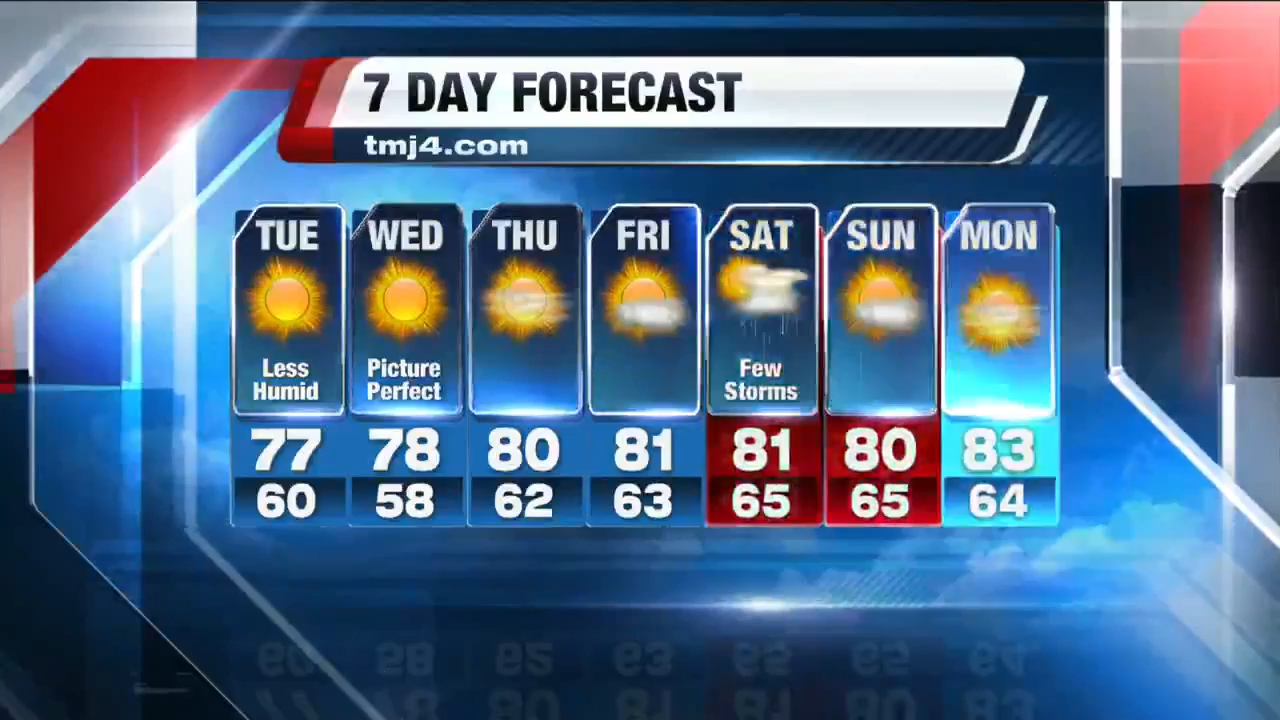 7 DAY FORECAST
tmj4.com
TUE WED THU FRI SAT SUN MON
Less Picture Few
Humid Perfect Storms
77 78 80 81 81 80 83
60 58 62 63 65 65 64